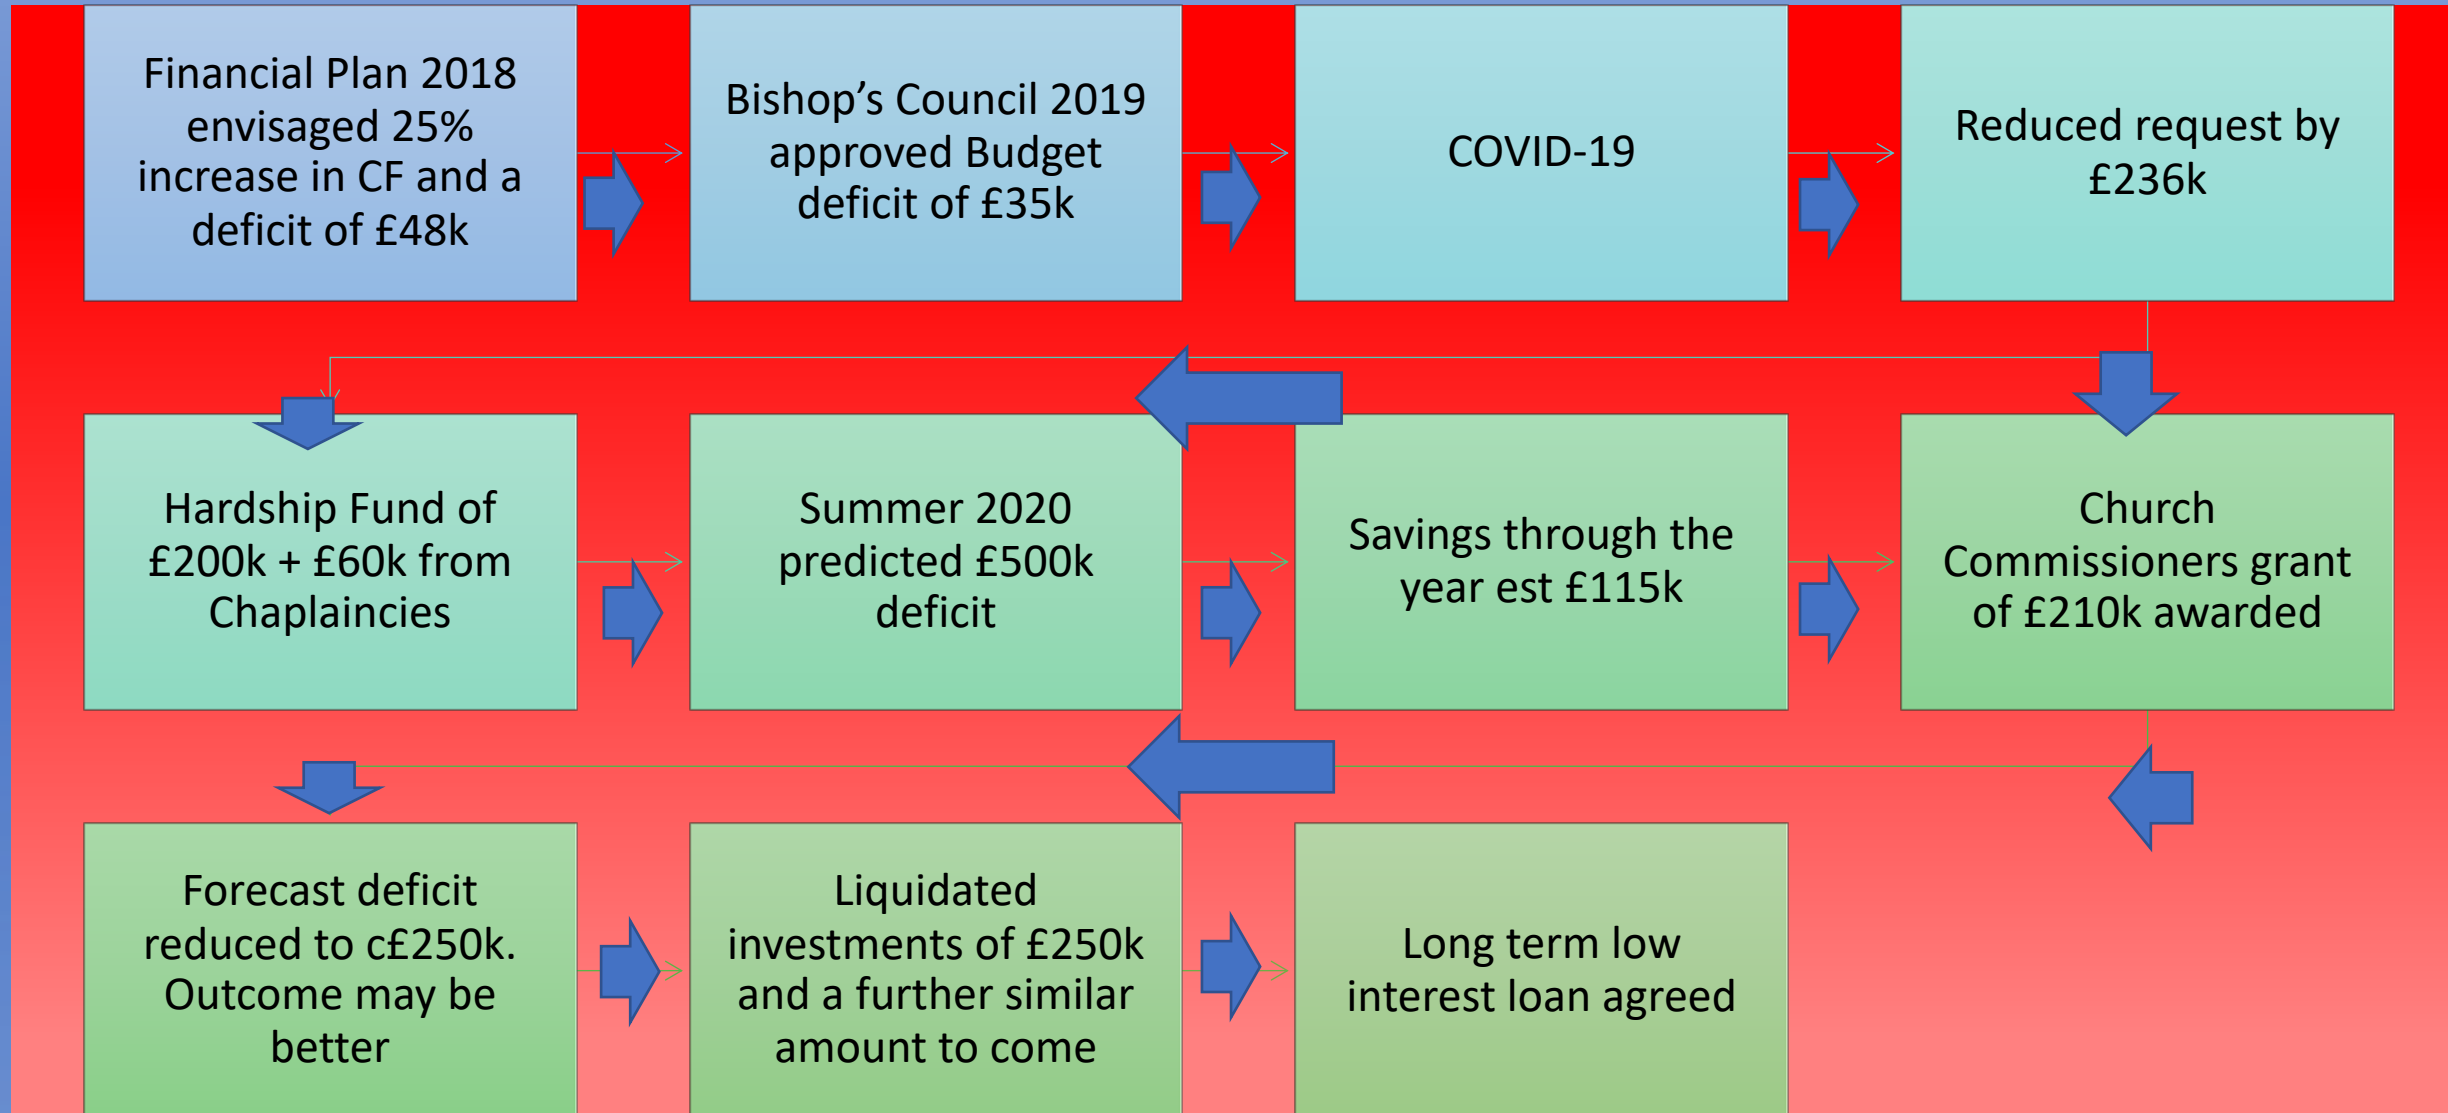 Financial Plan 2018
envisaged 25%
increase in CF and a
deficit of £48k
Bishop’s Council 2019
approved Budget
deficit of £35k
COVID-19
Reduced request by
£236k
Hardship Fund of
£200k + £60k from
Chaplaincies
Summer 2020
predicted £500k
deficit
Savings through the
year est £115k
Church
Commissioners grant
of £210k awarded
Forecast deficit
reduced to c£250k.
Outcome may be
better
Liquidated
investments of £250k
and a further similar
amount to come
Long term low
interest loan agreed